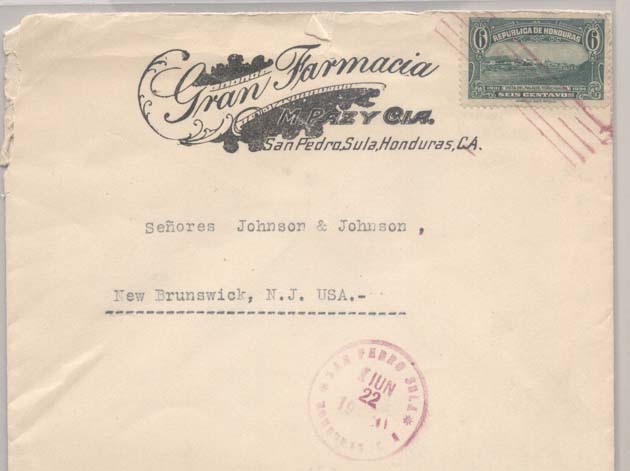 Gran Farmacia
M. PAZ Y CIA.
San Pedro, Sula, Honduras, C.A.
6 REPUBLICA DE HONDURAS 6
SEIS CENTAVOS
Señores Johnson & Johnson ,
New Brunswick, N.J. USA.-
SAN PEDRO SULA
JUN
22
HONDURAS